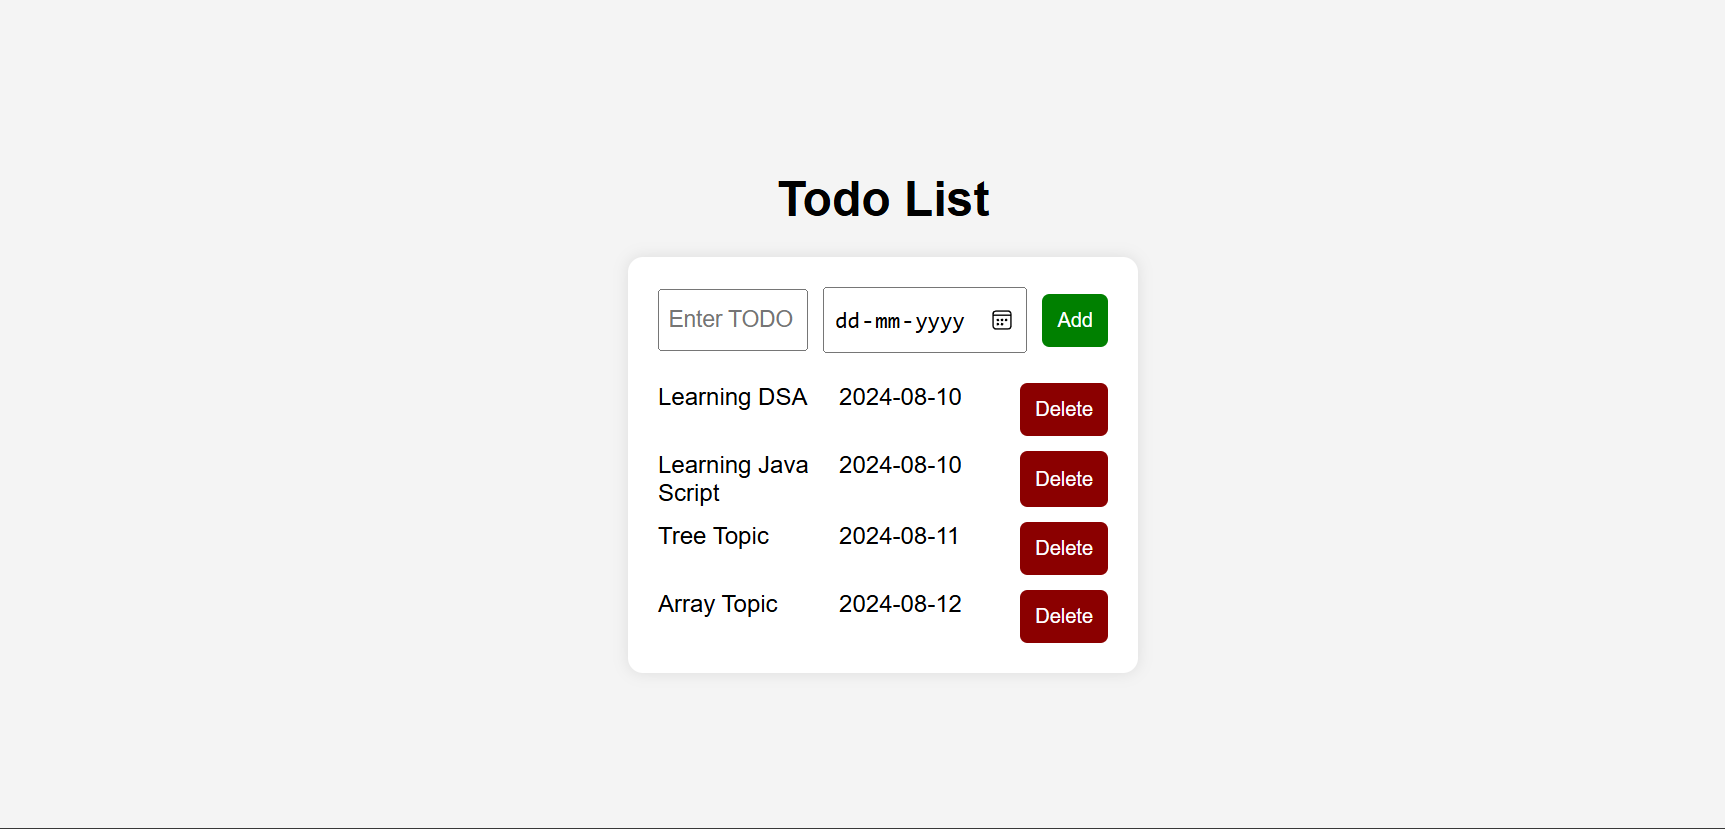 Todo List
Enter TODO dd-mm-yyyy Add
Learning DSA 2024-08-10 Delete
Learning Java 2024-08-10 Delete
Script
Tree Topic 2024-08-11 Delete
Array Topic 2024-08-12 Delete